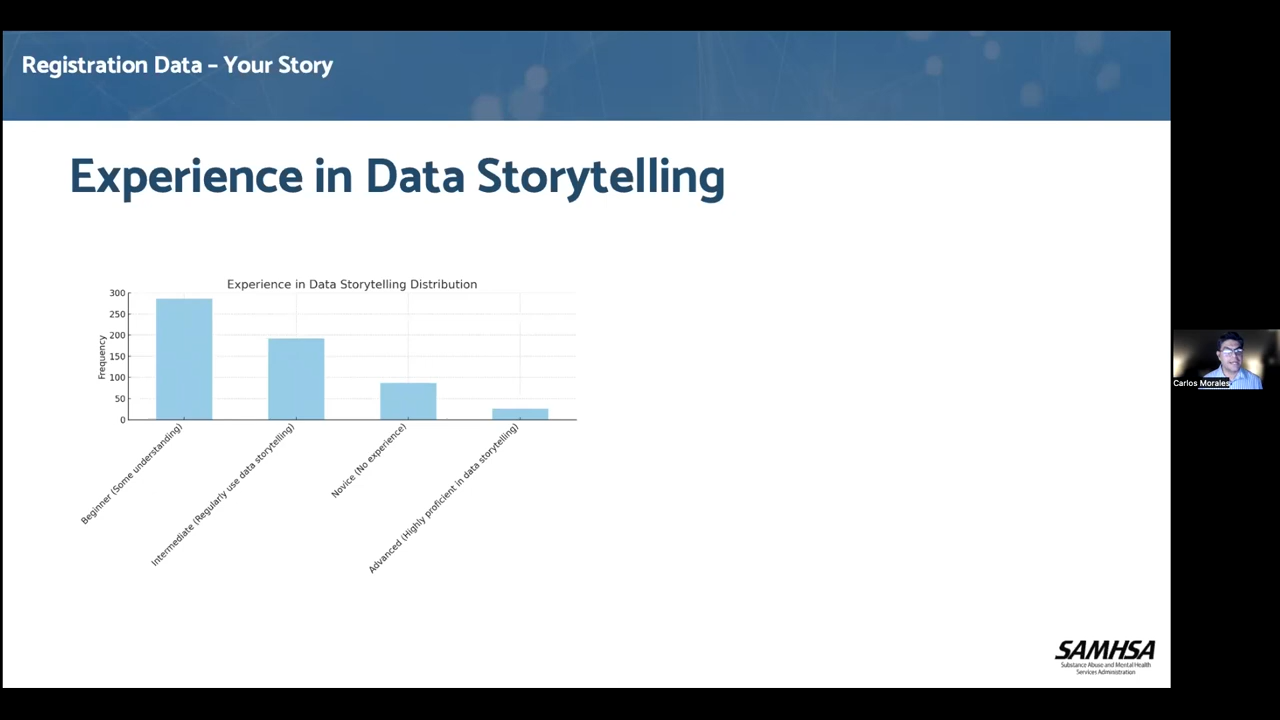 Registration Data – Your Story
Experience in Data Storytelling
Experience in Data Storytelling Distribution
Frequency
300
250
200
150
100
50
0
Beginner (Some understanding)
Intermediate (Regularly use data storytelling)
Novice (No experience)
Advanced (Highly proficient in data storytelling)
Carlos Morales
SAMHSA
Substance Abuse and Mental Health
Services Administration